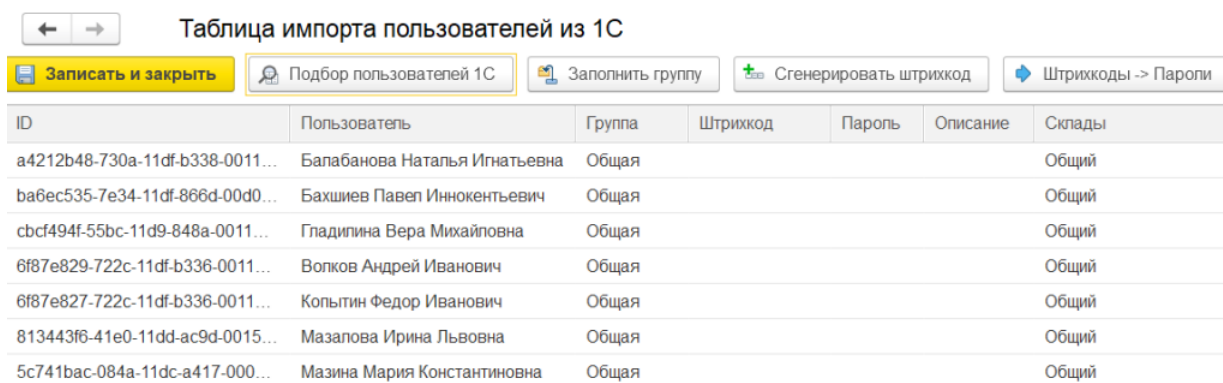 Таблица импорта пользователей из 1С
Записать и закрыть Подбор пользователей 1С Заполнить группу Сгенерировать штрихкод Штрихкоды -> Пароли
ID Пользователь Группа Штрихкод Пароль Описание Склады
a4212b48-730a-11df-b338-0011... Балабанова Наталья Игнатьевна Общая Общий
ba6ec535-7e34-11df-866d-00d0... Бахшиев Павел Иннокентьевич Общая Общий
cbcf494f-55bc-11d9-848a-0011... Гладилина Вера Михайловна Общая Общий
6f87e829-722c-11df-b336-0011... Волков Андрей Иванович Общая Общий
6f87e827-722c-11df-b336-0011... Копытин Федор Иванович Общая Общий
813443f6-41e0-11dd-ac9d-0015... Мазалова Ирина Львовна Общая Общий
5c741bac-084a-11dc-a417-000... Мазина Мария Константиновна Общая Общий